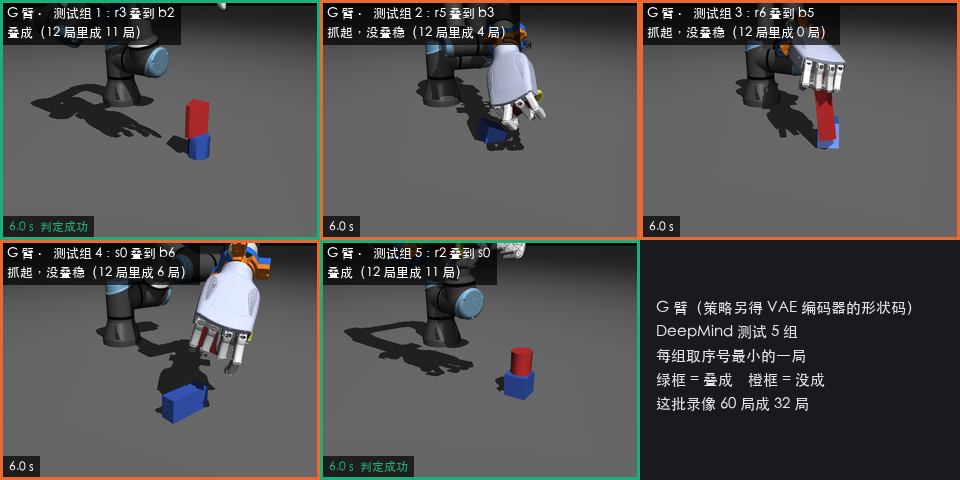 G 臂· 测试组 1：r3 叠到 b2
叠成（12 局里成 11 局）
6.0 s 判定成功
G 臂· 测试组 2：r5 叠到 b3
抓起，没叠稳（12 局里成 4 局）
6.0 s
G 臂· 测试组 3：r6 叠到 b5
抓起，没叠稳（12 局里成 0 局）
6.0 s
G 臂· 测试组 4：s0 叠到 b6
抓起，没叠稳（12 局里成 6 局）
6.0 s
G 臂· 测试组 5：r2 叠到 s0
叠成（12 局里成 11 局）
6.0 s 判定成功
G 臂（策略另得 VAE 编码器的形状码）
DeepMind 测试 5 组
每组取序号最小的一局
绿框 = 叠成 橙框 = 没成
这批录像 60 局成 32 局